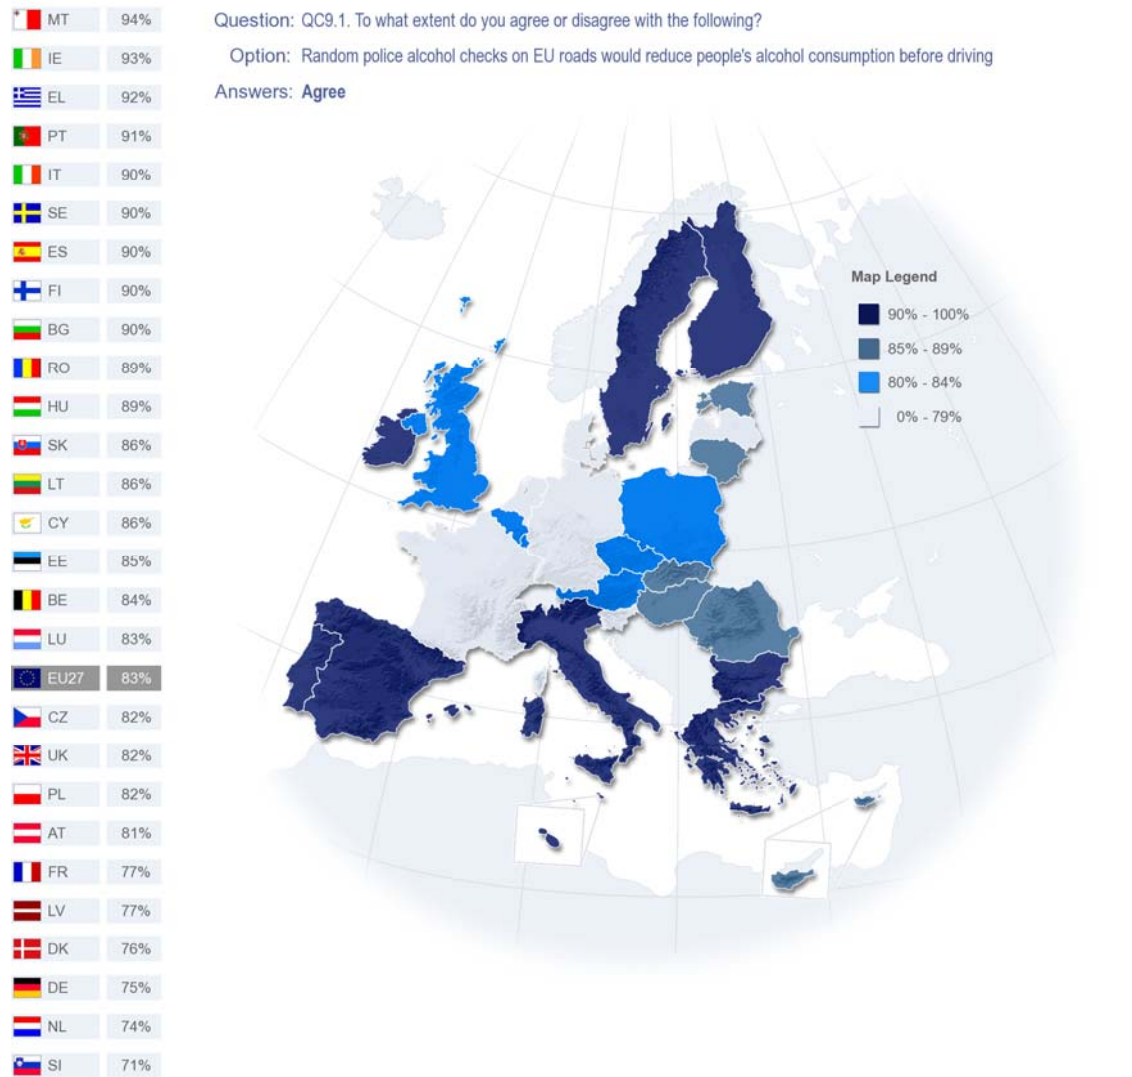 MT 94%
IE 93%
EL 92%
PT 91%
IT 90%
SE 90%
ES 90%
FI 90%
BG 90%
RO 89%
HU 89%
SK 86%
LT 86%
CY 86%
EE 85%
BE 84%
LU 83%
EU27 83%
CZ 82%
UK 82%
PL 82%
AT 81%
FR 77%
LV 77%
DK 76%
DE 75%
NL 74%
SI 71%
Question: QC9.1. To what extent do you agree or disagree with the following?
Option: Random police alcohol checks on EU roads would reduce people's alcohol consumption before driving
Answers: Agree
Map Legend
90% - 100%
85% - 89%
80% - 84%
0% - 79%